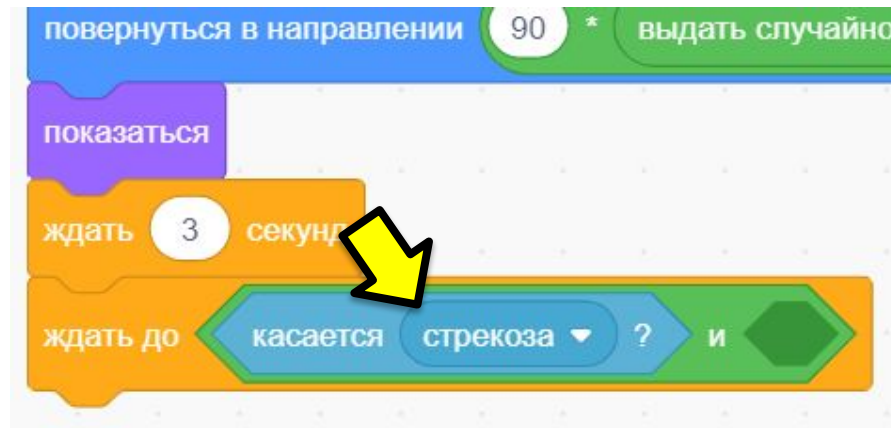 повернуться в направлении 90 * выдать случайно
показаться
ждать 3 секунд
ждать до касается стрекоза ? и